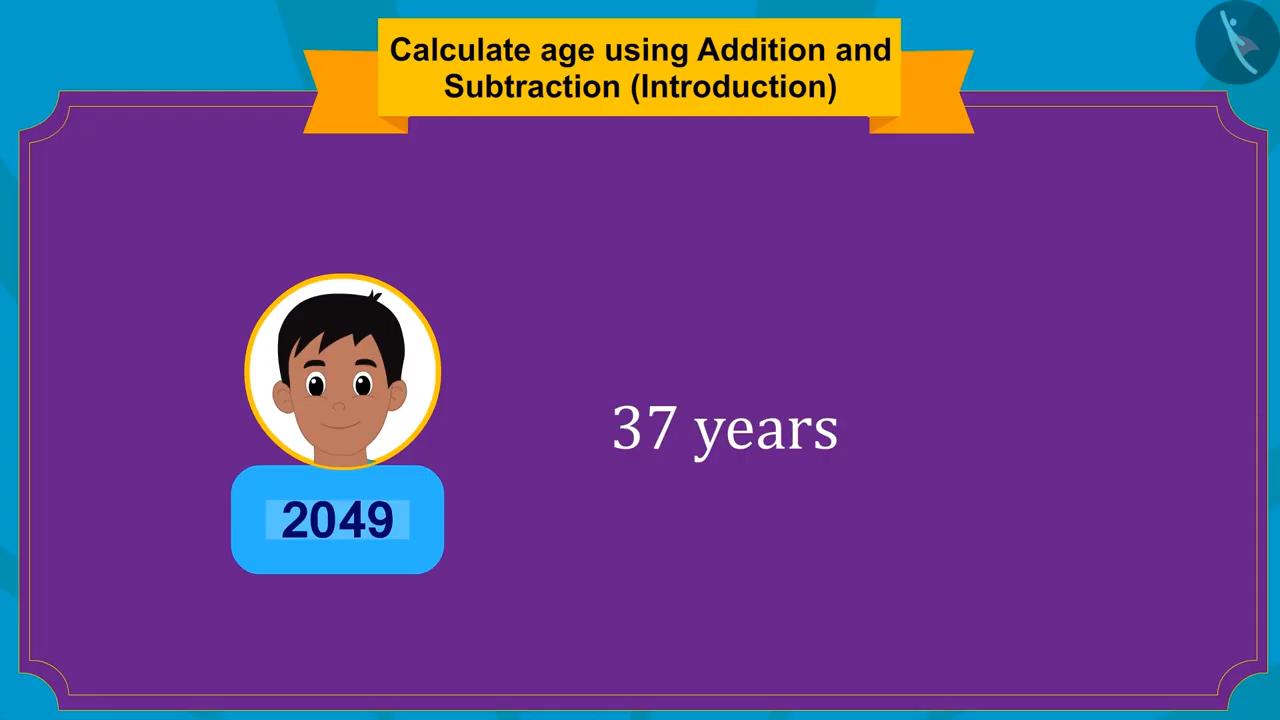 Calculate age using Addition and
Subtraction (Introduction)
37 years
2049